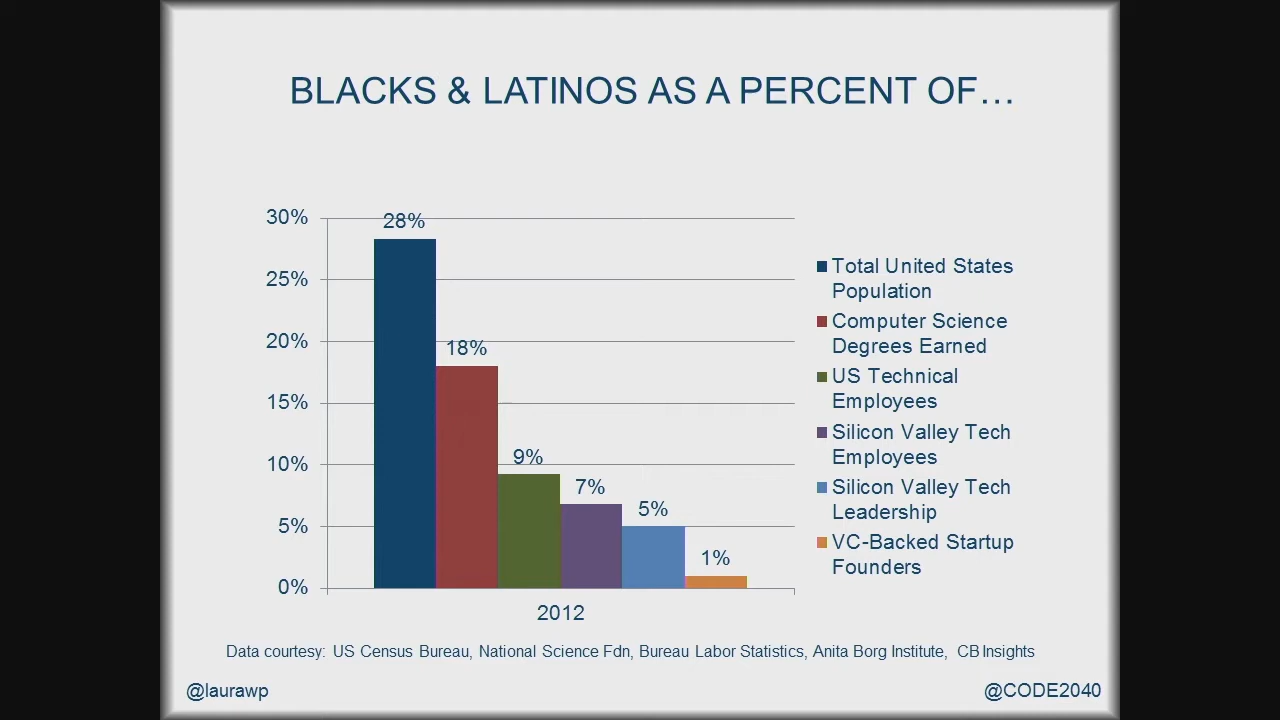 BLACKS & LATINOS AS A PERCENT OF…
30%
25%
20%
15%
10%
5%
0%
28%
18%
9%
7%
5%
1%
2012
Total United States
Population
Computer Science
Degrees Earned
US Technical
Employees
Silicon Valley Tech
Employees
Silicon Valley Tech
Leadership
VC-Backed Startup
Founders
Data courtesy: US Census Bureau, National Science Fdn, Bureau Labor Statistics, Anita Borg Institute, CB Insights
@laurawp
@CODE2040